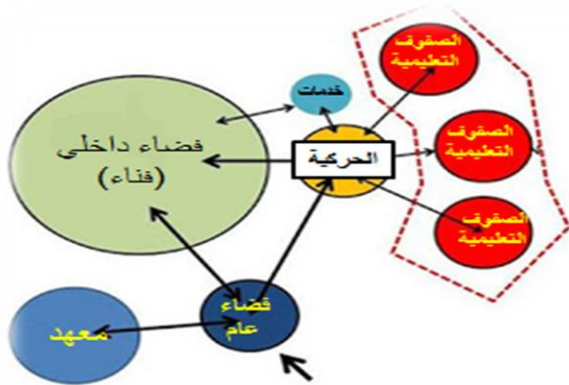 الصفوف
التعليمية
خدمات
الصفوف
التعليمية
الحركية
فضاء داخلي
(فناء)
الصفوف
التعليمية
فضاء
عام
معهد